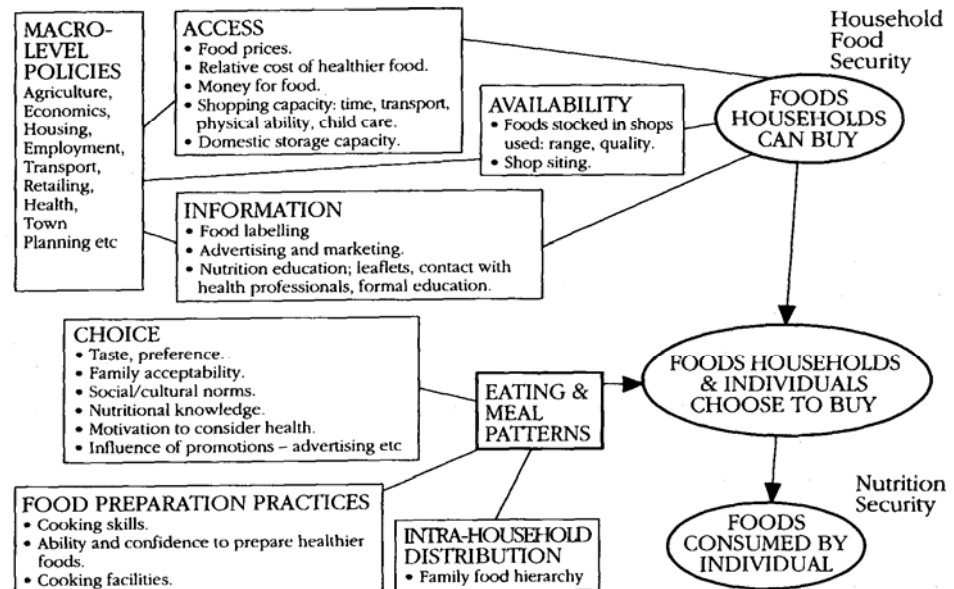 MACRO-
LEVEL
POLICIES
Agriculture,
Economics,
Housing,
Employment,
Transport,
Retailing,
Health,
Town
Planning etc
ACCESS
• Food prices.
• Relative cost of healthier food.
• Money for food.
• Shopping capacity: time, transport,
physical ability, child care.
• Domestic storage capacity.
AVAILABILITY
• Foods stocked in shops
used: range, quality.
• Shop siting.
INFORMATION
• Food labelling
• Advertising and marketing.
• Nutrition education; leaflets, contact with
health professionals, formal education.
Household
Food
Security
FOODS
HOUSEHOLDS
CAN BUY
CHOICE
• Taste, preference.
• Family acceptability.
• Social/cultural norms.
• Nutritional knowledge.
• Motivation to consider health.
• Influence of promotions – advertising etc
EATING &
MEAL
PATTERNS
FOODS HOUSEHOLDS
& INDIVIDUALS
CHOOSE TO BUY
FOOD PREPARATION PRACTICES
• Cooking skills.
• Ability and confidence to prepare healthier
foods.
• Cooking facilities.
INTRA-HOUSEHOLD
DISTRIBUTION
• Family food hierarchy
Nutrition
Security
FOODS
CONSUMED BY
INDIVIDUAL